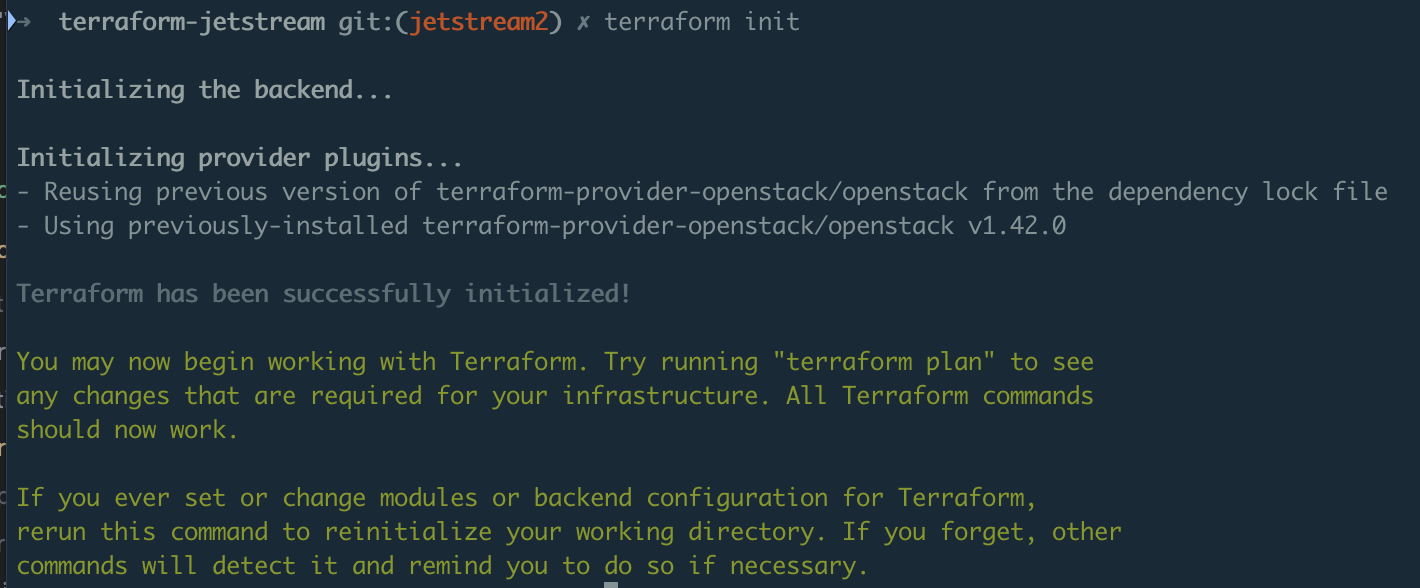 ➜ terraform-jetstream git:(jetstream2) ✗ terraform init
Initializing the backend...
Initializing provider plugins...
- Reusing previous version of terraform-provider-openstack/openstack from the dependency lock file
- Using previously-installed terraform-provider-openstack/openstack v1.42.0
Terraform has been successfully initialized!
You may now begin working with Terraform. Try running "terraform plan" to see
any changes that are required for your infrastructure. All Terraform commands
should now work.
If you ever set or change modules or backend configuration for Terraform,
rerun this command to reinitialize your working directory. If you forget, other
commands will detect it and remind you to do so if necessary.